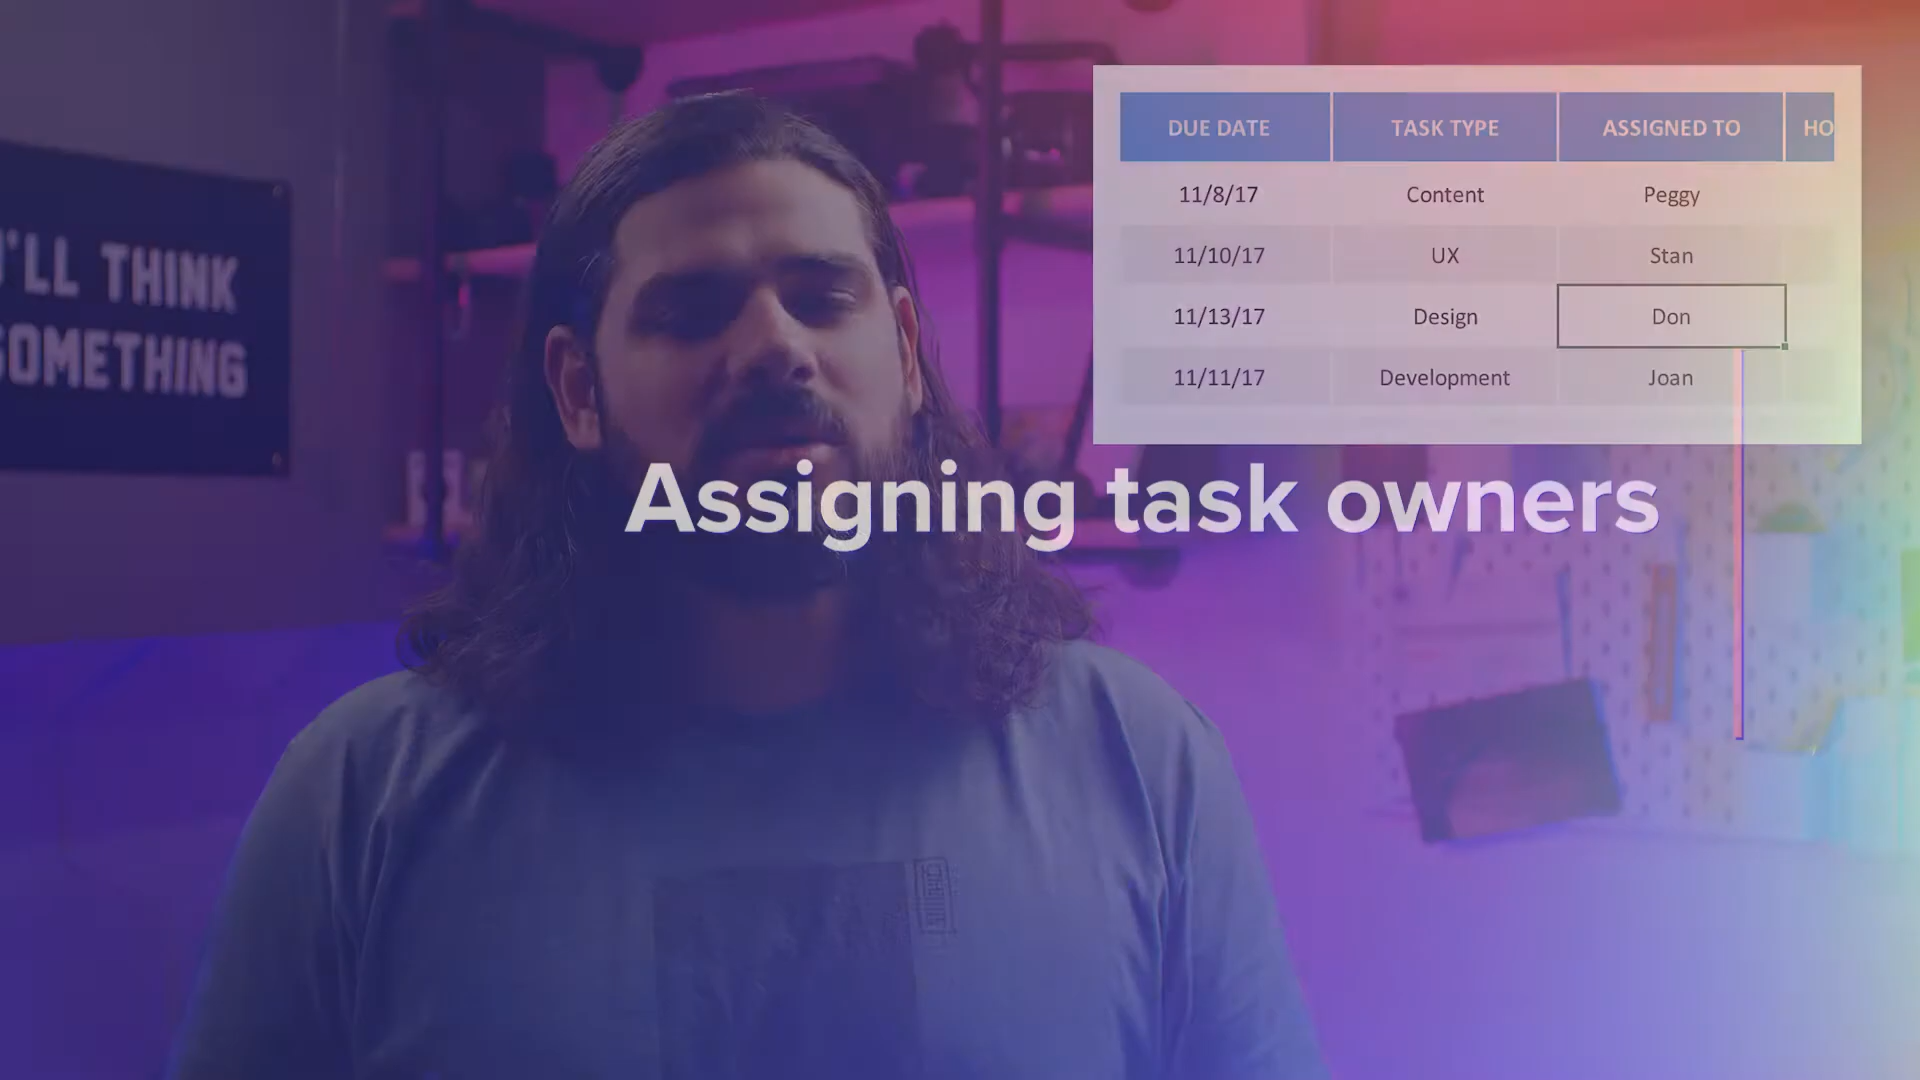 'LL THINK
SOMETHING
DUE DATE TASK TYPE ASSIGNED TO HO
11/8/17 Content Peggy
11/10/17 UX Stan
11/13/17 Design Don
11/11/17 Development Joan
Assigning task owners